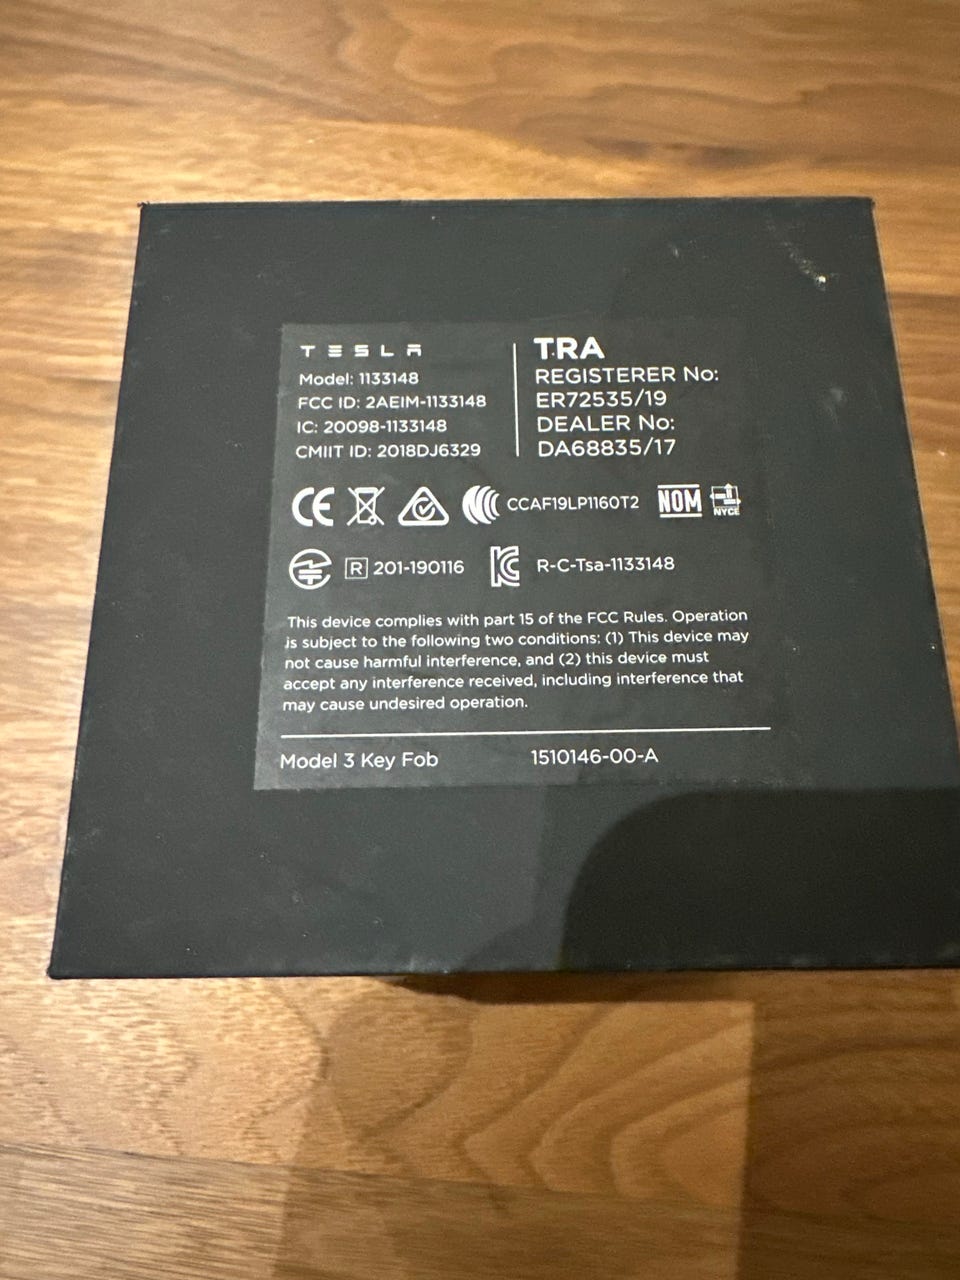 TESLA
Model: 1133148
FCC ID: 2AEIM-1133148
IC: 20098-1133148
CMIIT ID: 2018DJ6329
TRA
REGISTERER No:
ER72535/19
DEALER No:
DA68835/17
CE CCAF19LP1160T2 NOM NYCE
R 201-190116 R-C-Tsa-1133148
This device complies with part 15 of the FCC Rules. Operation
is subject to the following two conditions: (1) This device may
not cause harmful interference, and (2) this device must
accept any interference received, including interference that
may cause undesired operation.
Model 3 Key Fob 1510146-00-A